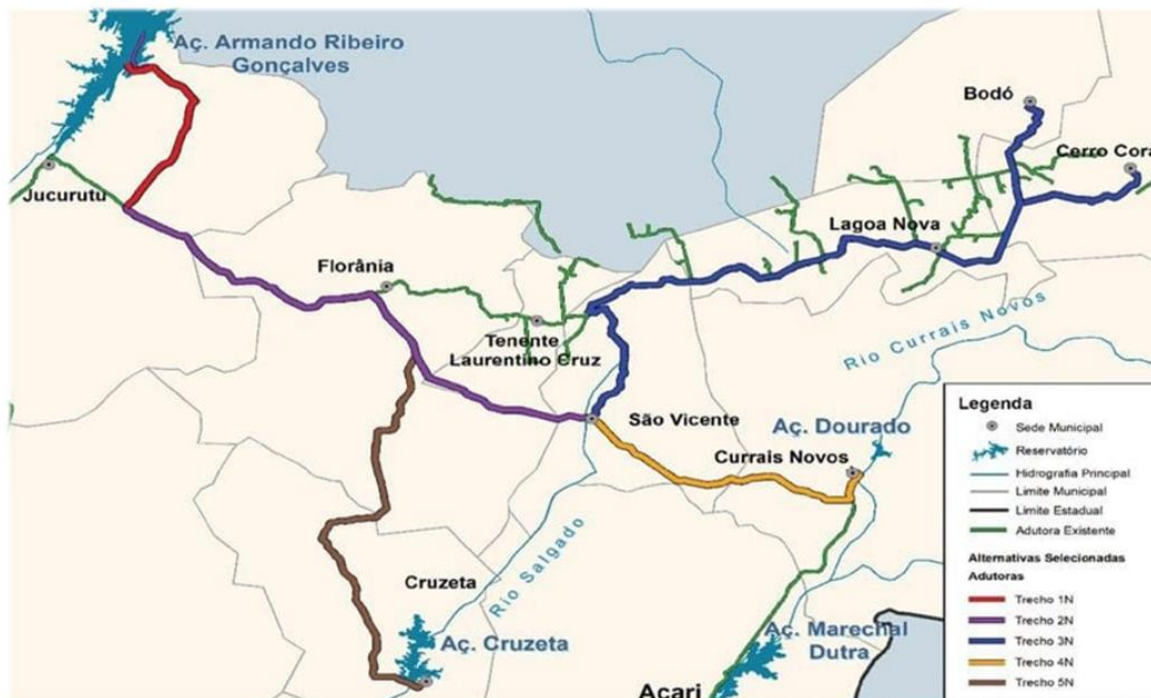 Aç. Armando Ribeiro
Gonçalves
Bodó
Cerro Corá
Jucurutu
Lagoa Nova
Florânia
Tenente
Laurentino Cruz
Rio Currais Novos
São Vicente
Aç. Dourado
Currais Novos
Rio Salgado
Cruzeta
Aç. Cruzeta
Aç. Marechal
Dutra
Acari
Legenda
Sede Municipal
Reservatório
Hidrografia Principal
Limite Municipal
Limite Estadual
Adutora Existente
Alternativas Selecionadas
Adutoras
Trecho 1N
Trecho 2N
Trecho 3N
Trecho 4N
Trecho 5N